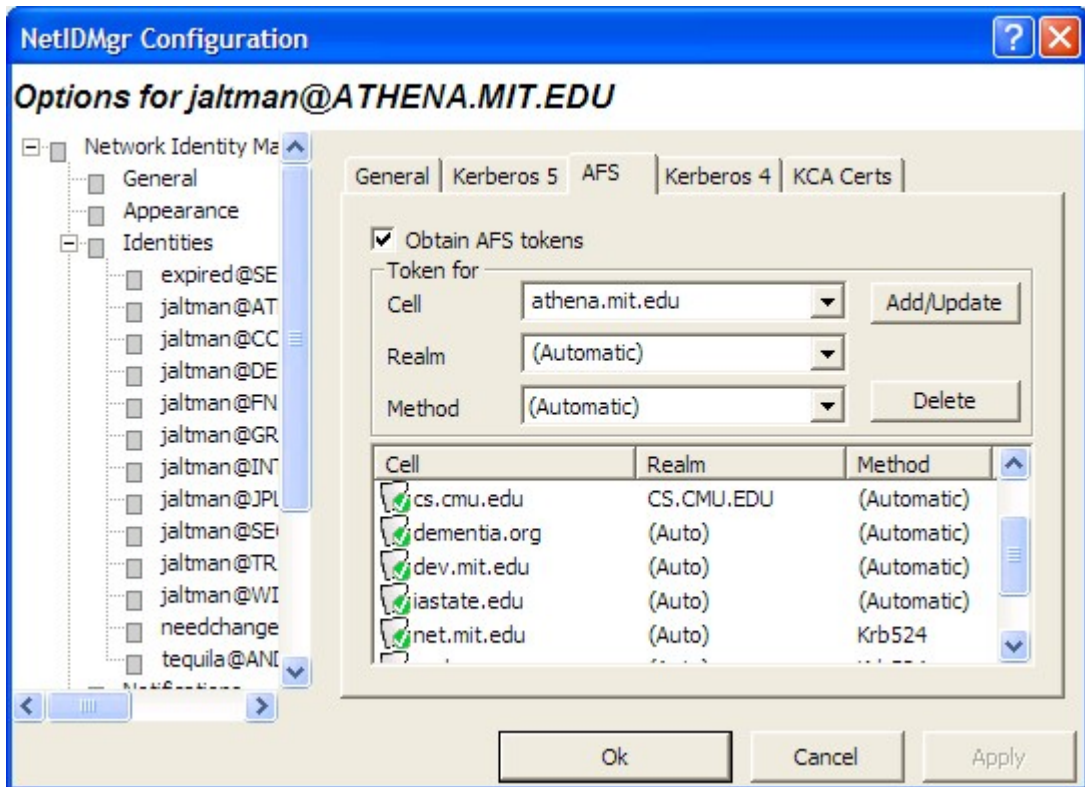 NetIDMgr Configuration
Options for jaltman@ATHENA.MIT.EDU
Network Identity Ma
General
Appearance
Identities
expired@SE
jaltman@AT
jaltman@CC
jaltman@DE
jaltman@FN
jaltman@GR
jaltman@IN
jaltman@JPL
jaltman@SE
jaltman@TR
jaltman@WI
needchange
tequila@AND
Notifications
General Kerberos 5 AFS Kerberos 4 KCA Certs
Obtain AFS tokens
Token for
Cell athena.mit.edu Add/Update
Realm (Automatic)
Method (Automatic) Delete
Cell Realm Method
cs.cmu.edu CS.CMU.EDU (Automatic)
dementia.org (Auto) (Automatic)
dev.mit.edu (Auto) (Automatic)
iastate.edu (Auto) (Automatic)
net.mit.edu (Auto) Krb524
Ok Cancel Apply